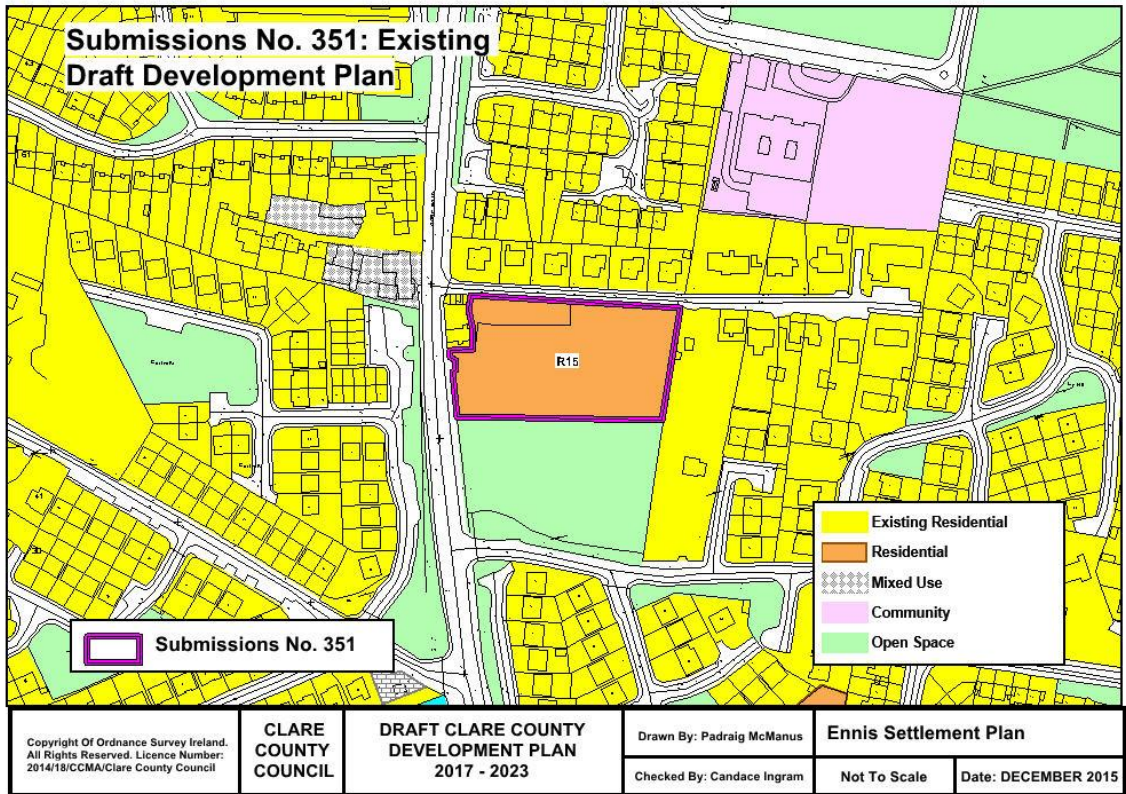 Submissions No. 351: Existing
Draft Development Plan
R15
Existing Residential
Residential
Mixed Use
Community
Open Space
Submissions No. 351
Copyright Of Ordnance Survey Ireland.
All Rights Reserved. Licence Number:
2014/18/CCMA/Clare County Council
CLARE
COUNTY
COUNCIL
DRAFT CLARE COUNTY
DEVELOPMENT PLAN
2017 - 2023
Drawn By: Padraig McManus
Checked By: Candace Ingram
Ennis Settlement Plan
Not To Scale
Date: DECEMBER 2015